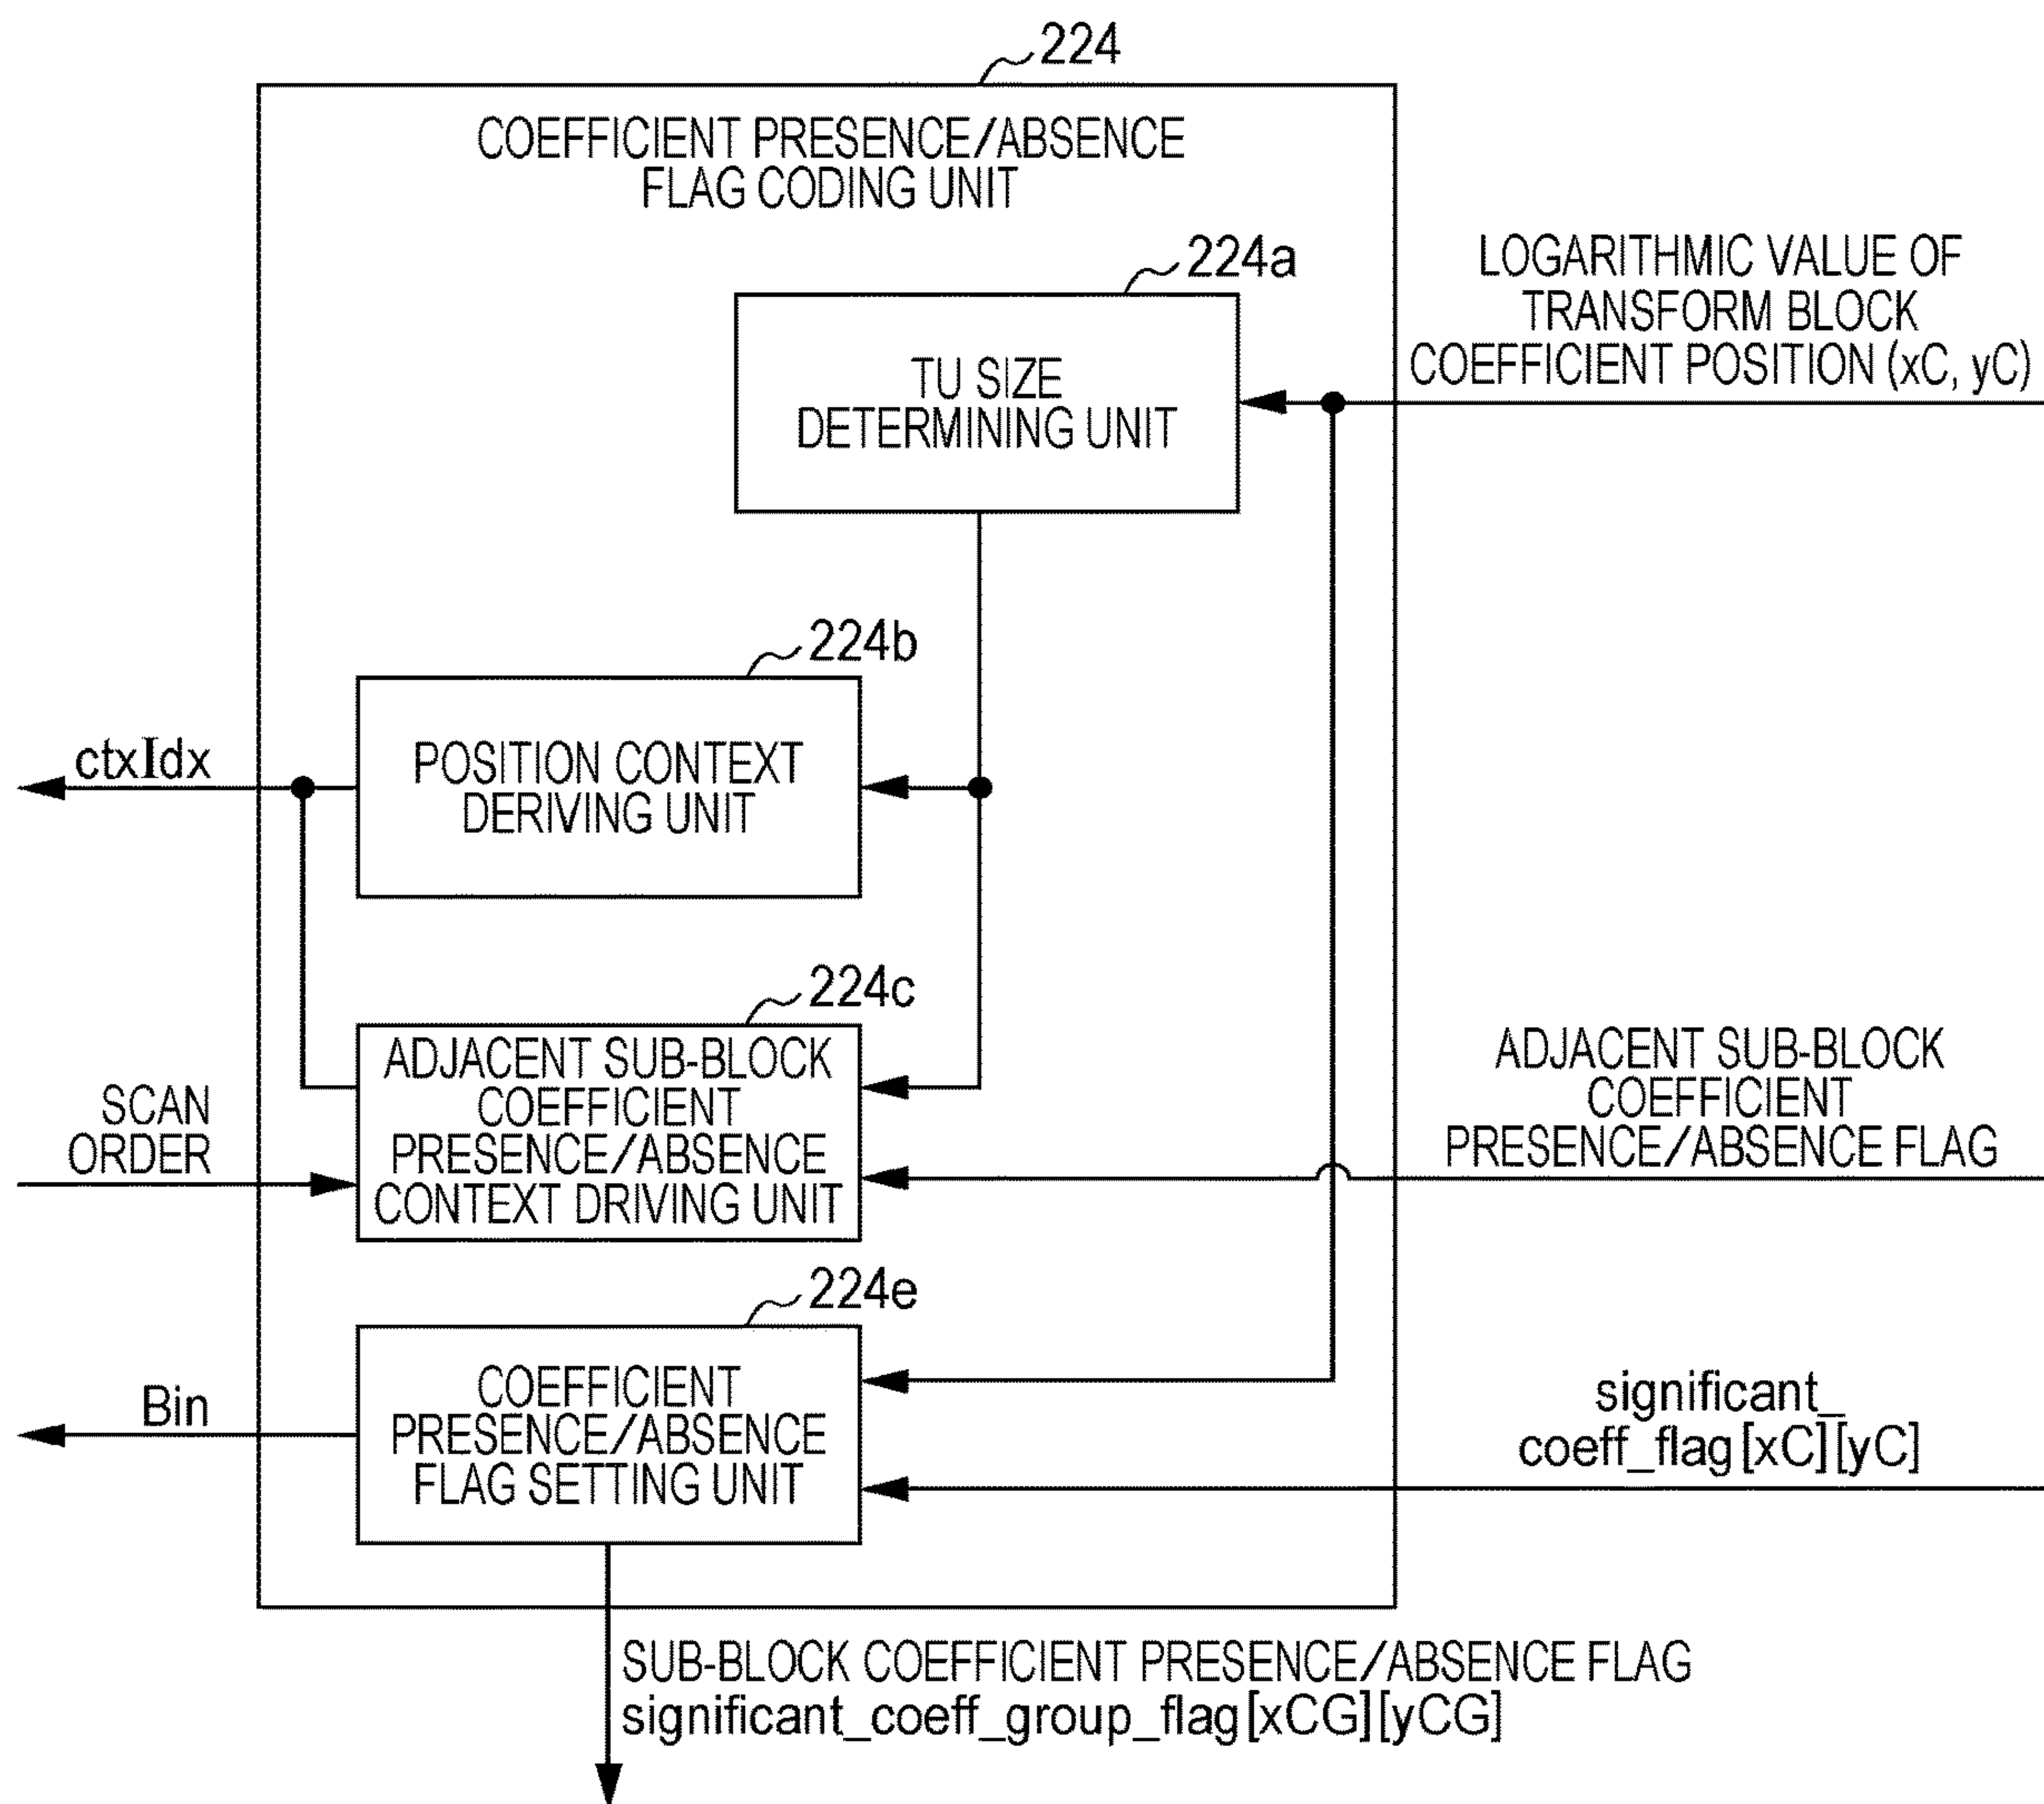 224
COEFFICIENT PRESENCE/ABSENCE
FLAG CODING UNIT
224a
TU SIZE
DETERMINING UNIT
LOGARITHMIC VALUE OF
TRANSFORM BLOCK
COEFFICIENT POSITION (xC, yC)
224b
POSITION CONTEXT
DERIVING UNIT
ctxIdx
224c
ADJACENT SUB-BLOCK
COEFFICIENT
PRESENCE/ABSENCE
CONTEXT DRIVING UNIT
SCAN
ORDER
ADJACENT SUB-BLOCK
COEFFICIENT
PRESENCE/ABSENCE FLAG
224e
COEFFICIENT
PRESENCE/ABSENCE
FLAG SETTING UNIT
Bin
significant_
coeff_flag[xC][yC]
SUB-BLOCK COEFFICIENT PRESENCE/ABSENCE FLAG
significant_coeff_group_flag[xCG][yCG]